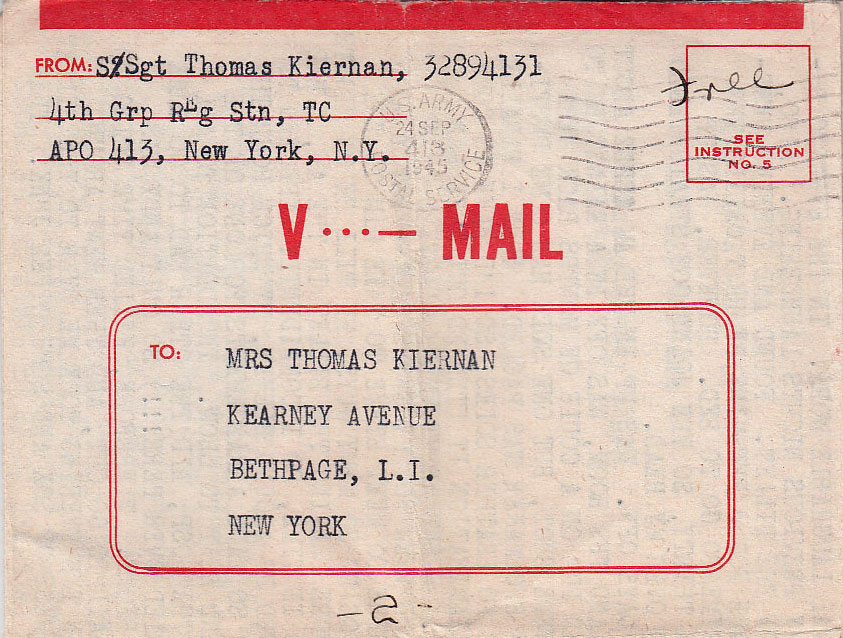 FROM: S/Sgt Thomas Kiernan, 32894131
4th Grp REg Stn, TC
APO 413, New York, N.Y.
U.S. ARMY
24 SEP
413
1945
POSTAL SERVICE
Free
SEE
INSTRUCTION
NO. 5
V ···— MAIL
TO: MRS THOMAS KIERNAN
KEARNEY AVENUE
BETHPAGE, L.I.
NEW YORK
-2-